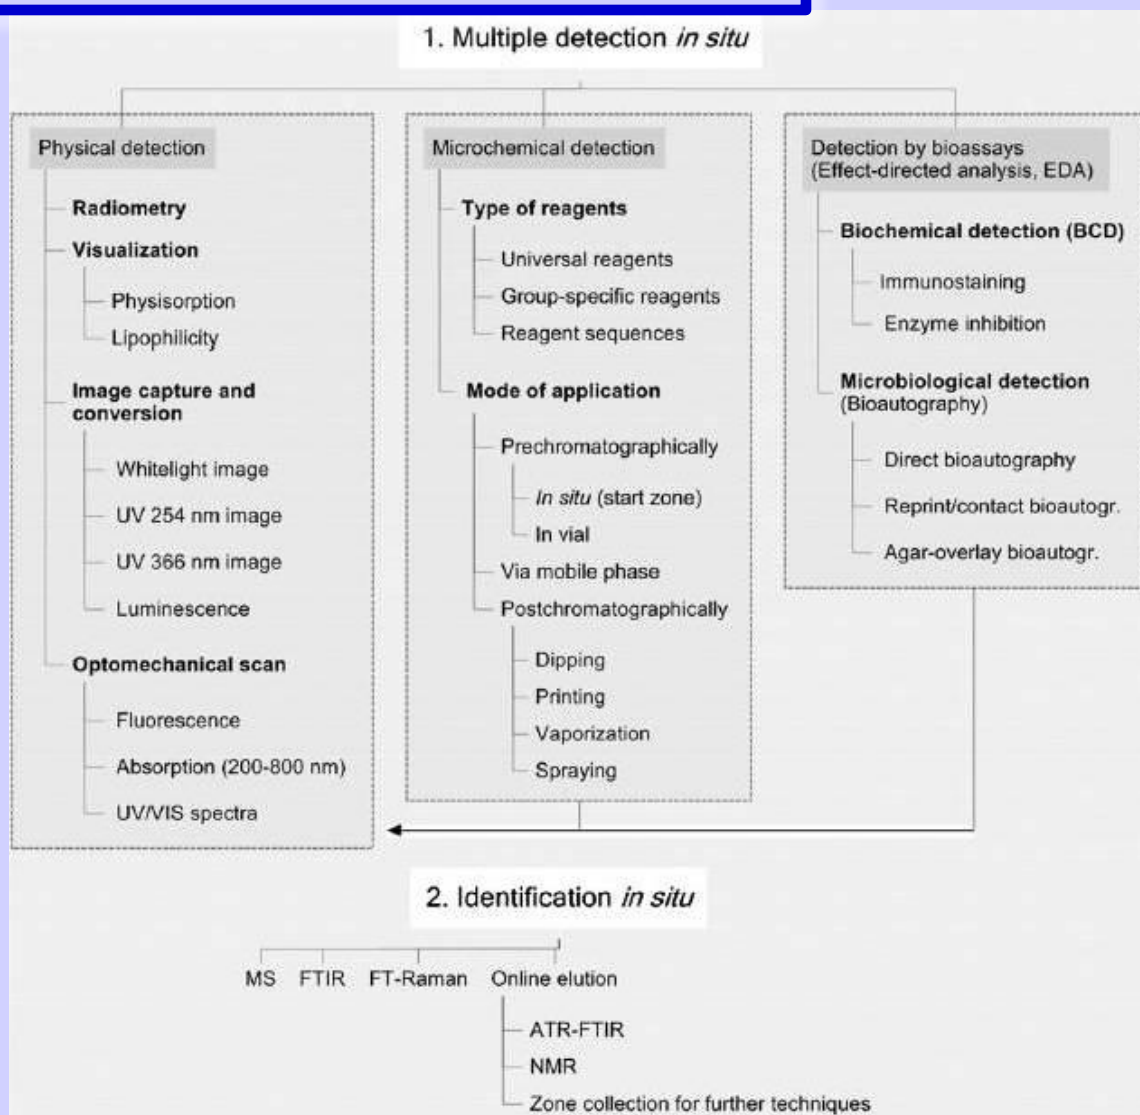 1. Multiple detection in situ
Physical detection
Radiometry
Visualization
Physisorption
Lipophilicity
Image capture and
conversion
Whitelight image
UV 254 nm image
UV 366 nm image
Luminescence
Optomechanical scan
Fluorescence
Absorption (200-800 nm)
UV/VIS spectra
Microchemical detection
Type of reagents
Universal reagents
Group-specific reagents
Reagent sequences
Mode of application
Prechromatographically
In situ (start zone)
In vial
Via mobile phase
Postchromatographically
Dipping
Printing
Vaporization
Spraying
Detection by bioassays
(Effect-directed analysis, EDA)
Biochemical detection (BCD)
Immunostaining
Enzyme inhibition
Microbiological detection
(Bioautography)
Direct bioautography
Reprint/contact bioautogr.
Agar-overlay bioautogr.
2. Identification in situ
MS
FTIR
FT-Raman
Online elution
ATR-FTIR
NMR
Zone collection for further techniques